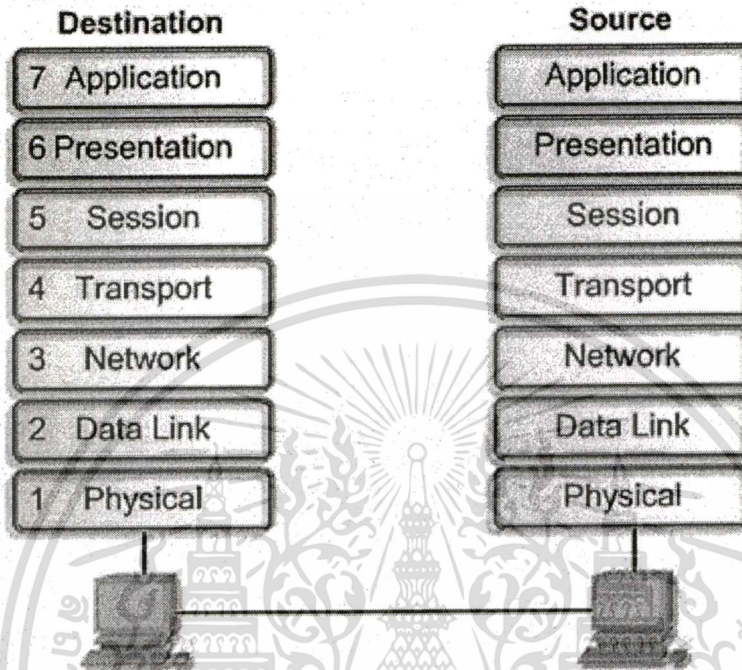 Destination
7 Application
6 Presentation
5 Session
4 Transport
3 Network
2 Data Link
1 Physical
Source
Application
Presentation
Session
Transport
Network
Data Link
Physical